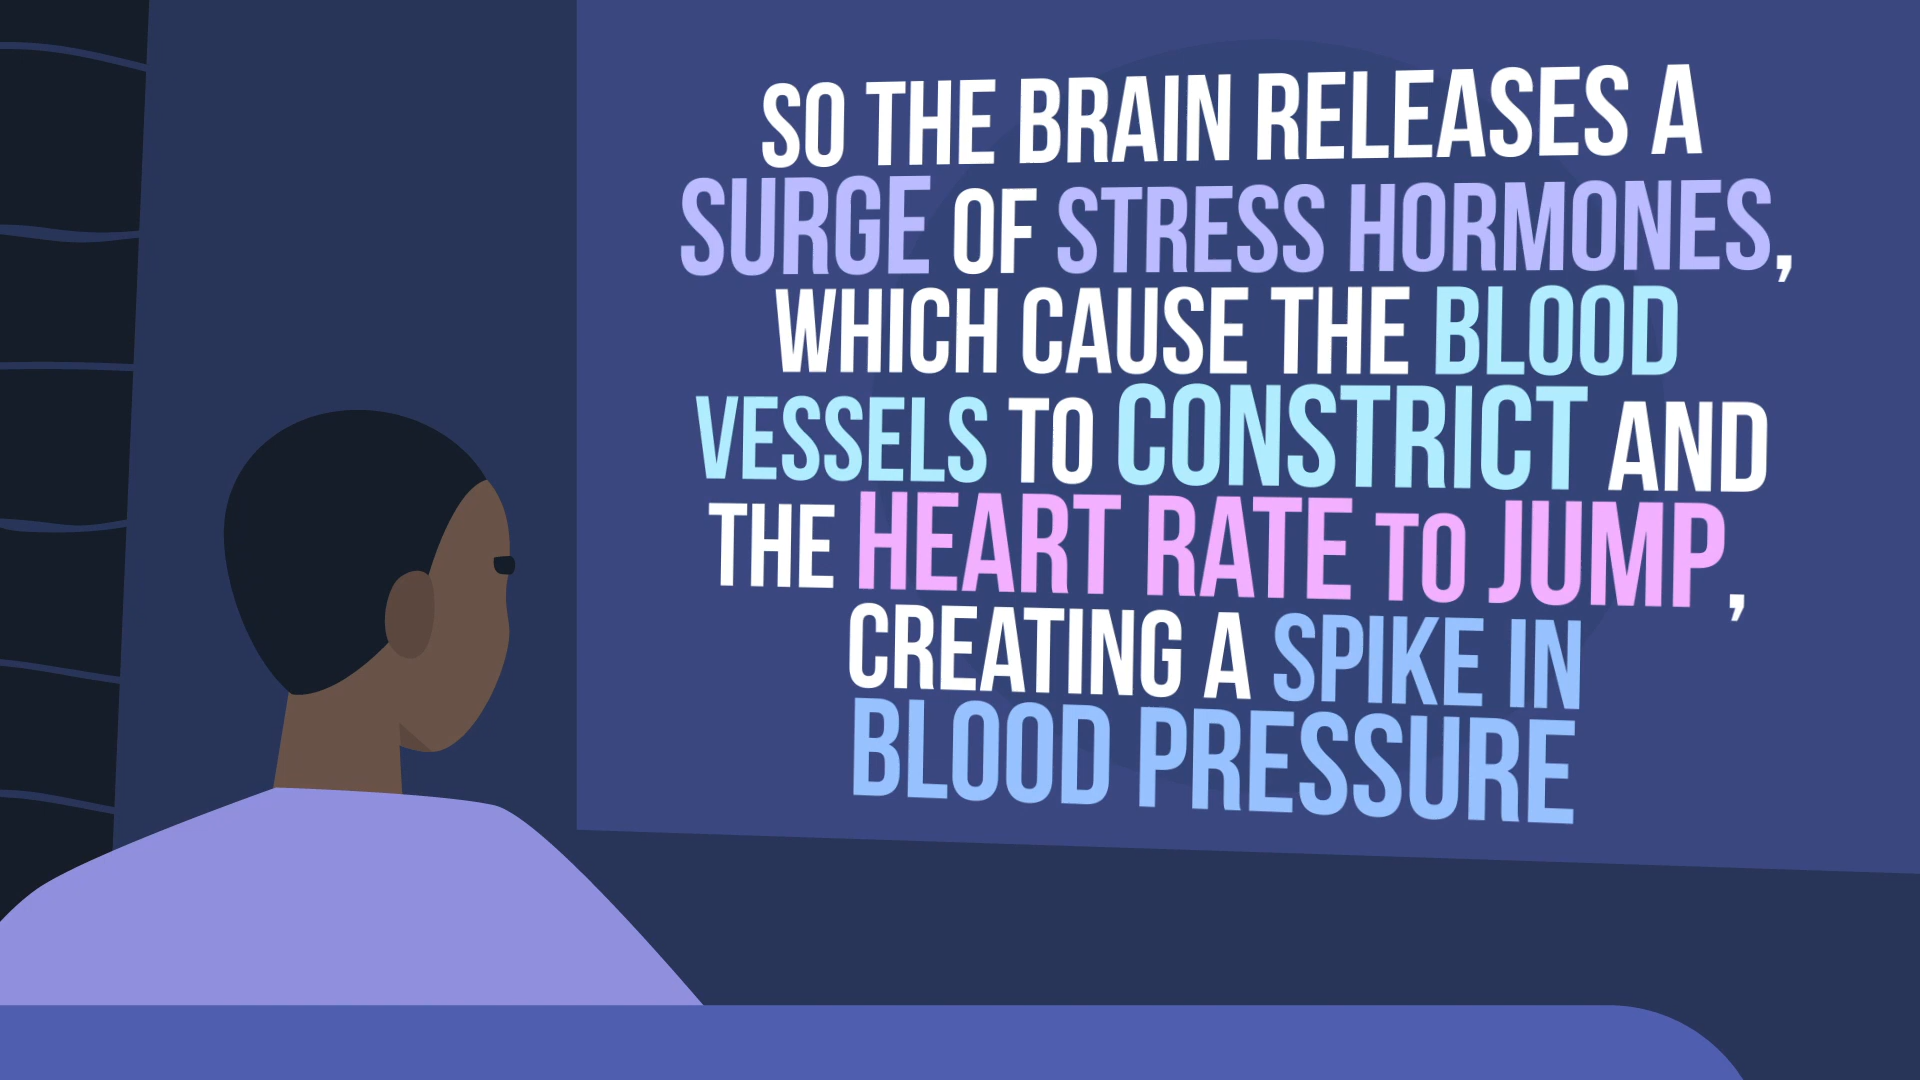 SO THE BRAIN RELEASES A
SURGE OF STRESS HORMONES,
WHICH CAUSE THE BLOOD
VESSELS TO CONSTRICT AND
THE HEART RATE TO JUMP,
CREATING A SPIKE IN
BLOOD PRESSURE